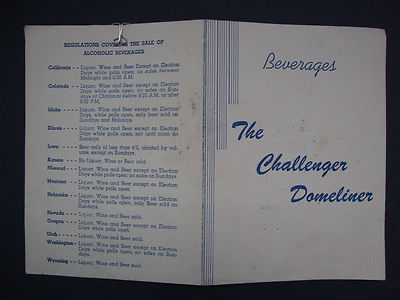 REGULATIONS COVERING THE SALE OF
ALCOHOLIC BEVERAGES
California - - Liquor, Wine and Beer Except on Election
Days while polls open; no sales between
Midnight and 6:00 A.M.
Colorado - - - Liquor, Wine and Beer except on Election
Days while polls open; no sales on Sun-
days or Christmas before 8:00 A.M. or after
8:00 P.M.
Idaho - - - Liquor, Wine and Beer except on Election
Days while polls open, only beer sold on
Sundays and Holidays.
Illinois - - - Liquor, Wine and Beer except on Election
Days while polls open; not until noon on
Sundays.
Iowa - - - Beer only of less than 4% alcohol by vol-
ume, except on Sundays.
Kansas - - - No Liquor, Wine or Beer sold.
Missouri - - - Liquor, Wine and Beer except on Election
Days while polls open; no sales on Sundays.
Montana - - - Liquor, Wine and Beer except on Election
Days while polls open.
Nebraska - - - Liquor, Wine and Beer except on Election
Days while polls open, only Beer sold on
Sundays.
Nevada - - - Liquor, Wine and Beer sold.
Oregon - - - Liquor, Wine and Beer except on Election
Days while polls open.
Utah - - - Liquor, Wine and Beer sold.
Washington - Liquor, Wine and Beer except on Election
Days while polls open, no sales on Sun-
days.
Wyoming - - Liquor, Wine and Beer sold.
Beverages
The
Challenger
Domeliner